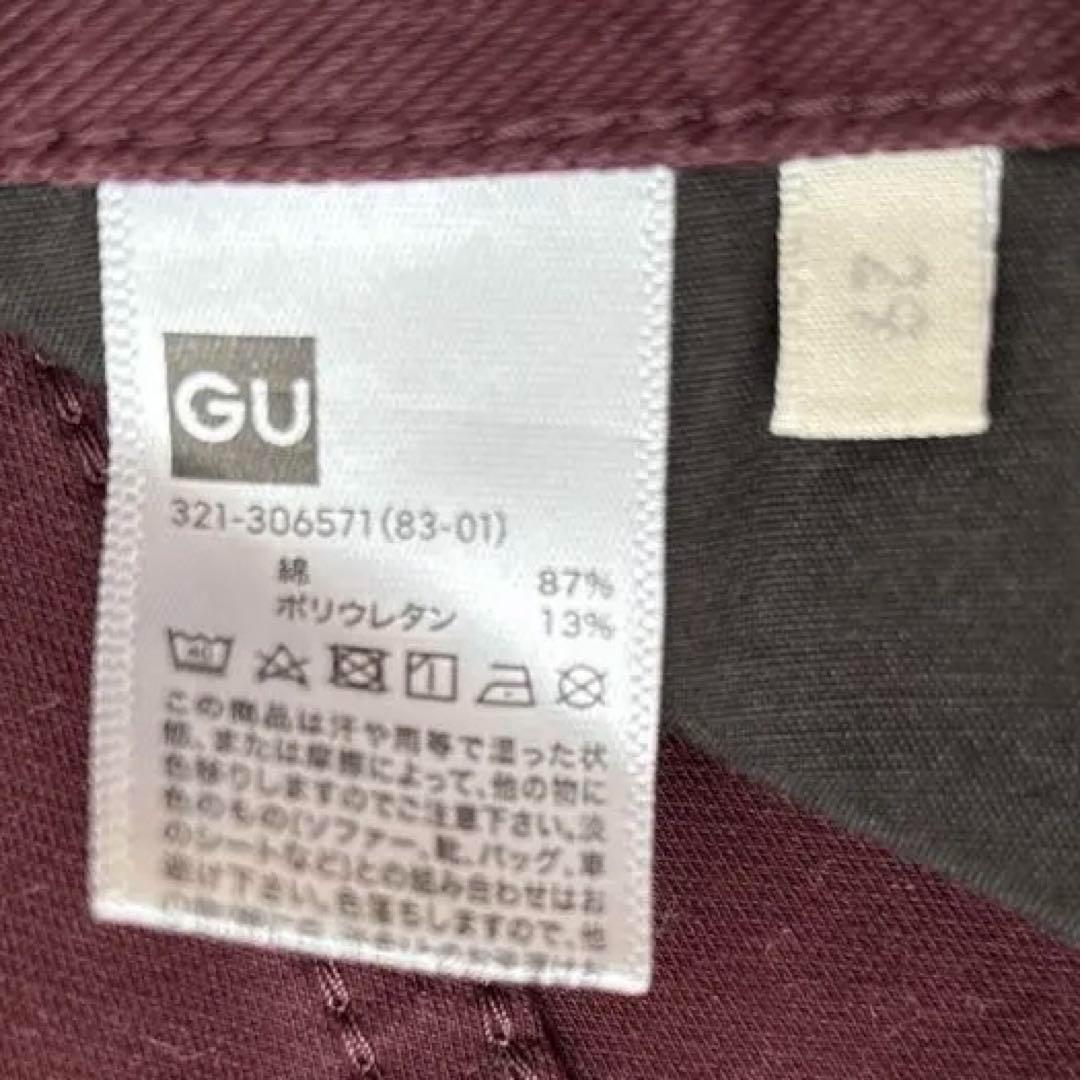 GU
321-306571(83-01)
綿 87%
ポリウレタン 13%
40
この商品は汗や雨等で湿った状
態、または摩擦によって、他の物に
色移りしますのでご注意下さい。淡
色のもの(ソファー、靴、バッグ、車
のシートなど)との組み合わせはお
避け下さい。色落ちしますので、他
29